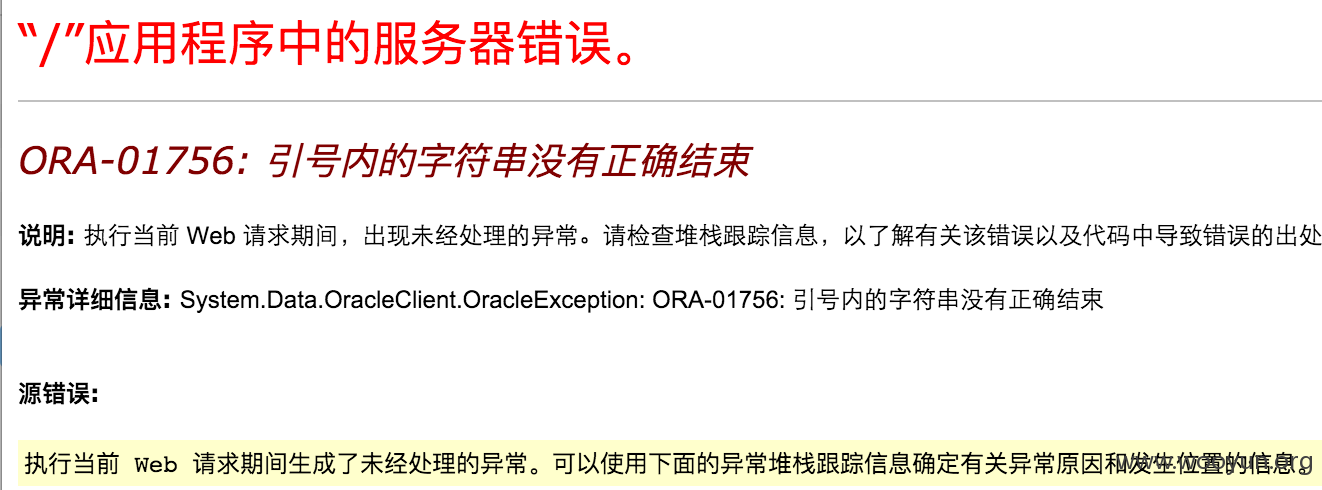 “/”应用程序中的服务器错误。
ORA-01756: 引号内的字符串没有正确结束
说明: 执行当前 Web 请求期间，出现未经处理的异常。请检查堆栈跟踪信息，以了解有关该错误以及代码中导致错误的出处
异常详细信息: System.Data.OracleClient.OracleException: ORA-01756: 引号内的字符串没有正确结束
源错误:
执行当前 Web 请求期间生成了未经处理的异常。可以使用下面的异常堆栈跟踪信息确定有关异常原因和发生位置的信息。
www.wooyun.org